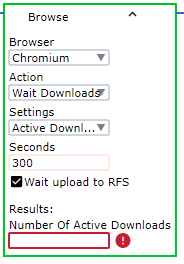 Browse
Browser
Chromium
Action
Wait Downloads
Settings
Active Downl...
Seconds
300
Wait upload to RFS
Results:
Number Of Active Downloads